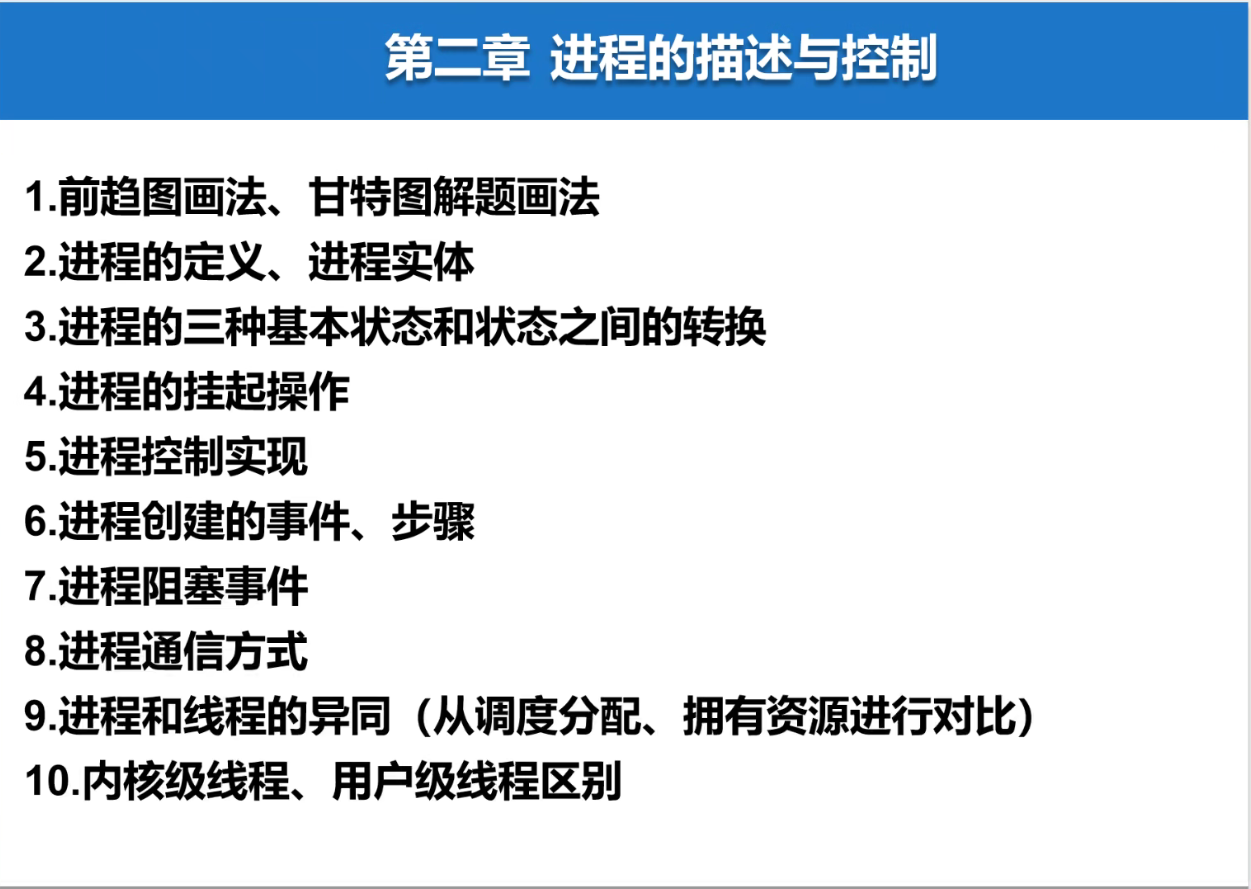 第二章 进程的描述与控制
1.前趋图画法、甘特图解题画法
2.进程的定义、进程实体
3.进程的三种基本状态和状态之间的转换
4.进程的挂起操作
5.进程控制实现
6.进程创建的事件、步骤
7.进程阻塞事件
8.进程通信方式
9.进程和线程的异同（从调度分配、拥有资源进行对比）
10.内核级线程、用户级线程区别